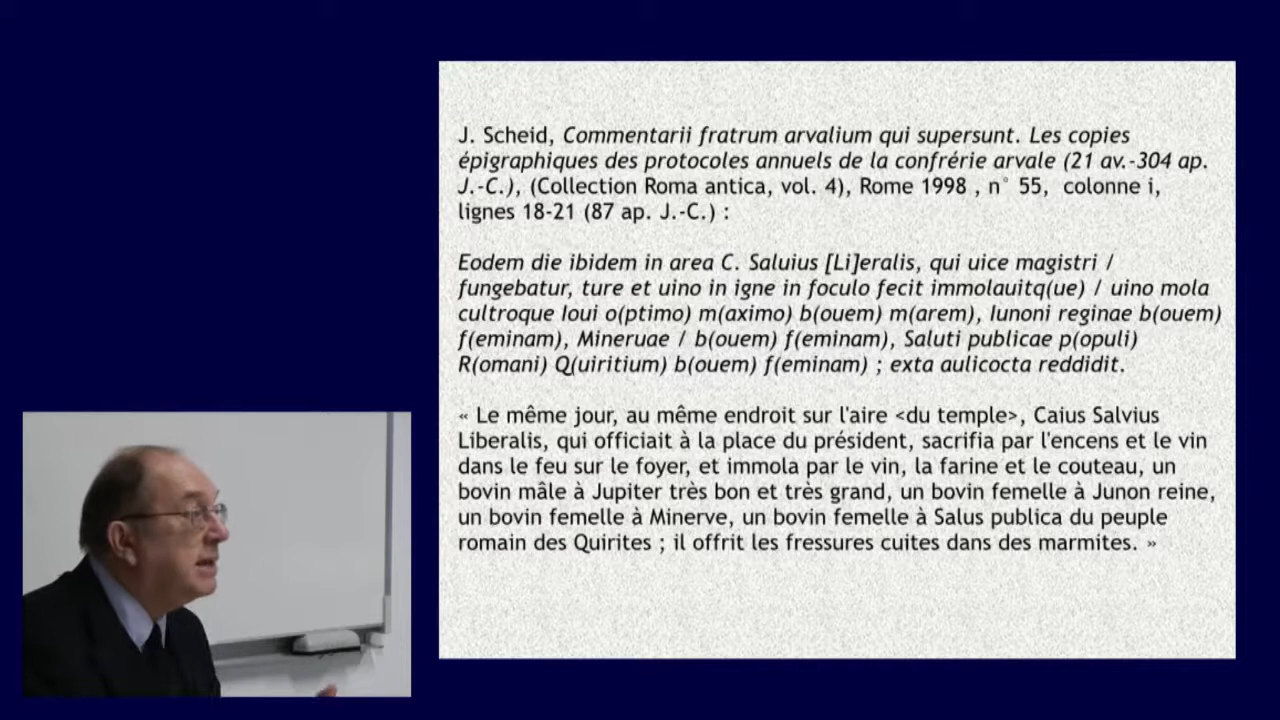 J. Scheid, Commentarii fratrum arvalium qui supersunt. Les copies
épigraphiques des protocoles annuels de la confrérie arvale (21 av.-304 ap.
J.-C.), (Collection Roma antica, vol. 4), Rome 1998 , n° 55, colonne i,
lignes 18-21 (87 ap. J.-C.) :
Eodem die ibidem in area C. Saluius [Li]eralis, qui uice magistri /
fungebatur, ture et uino in igne in foculo fecit immolauitq(ue) / uino mola
cultroque Ioui o(ptimo) m(aximo) b(ouem) m(arem), Iunoni reginae b(ouem)
f(eminam), Mineruae / b(ouem) f(eminam), Saluti publicae p(opuli)
R(omani) Q(uiritium) b(ouem) f(eminam) ; exta aulicocta reddidit.
« Le même jour, au même endroit sur l'aire <du temple>, Caius Salvius
Liberalis, qui officiait à la place du président, sacrifia par l'encens et le vin
dans le feu sur le foyer, et immola par le vin, la farine et le couteau, un
bovin mâle à Jupiter très bon et très grand, un bovin femelle à Junon reine,
un bovin femelle à Minerve, un bovin femelle à Salus publica du peuple
romain des Quirites ; il offrit les fressures cuites dans des marmites. »